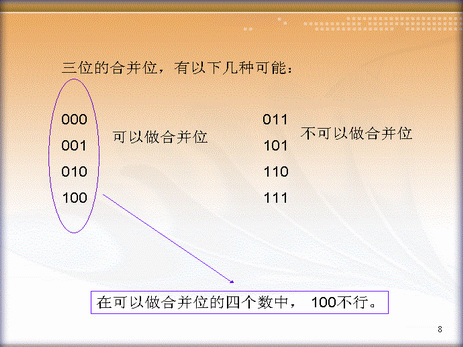 三位的合并位，有以下几种可能：
000
001
010
100
可以做合并位
011
101
110
111
不可以做合并位
在可以做合并位的四个数中， 100不行。
8